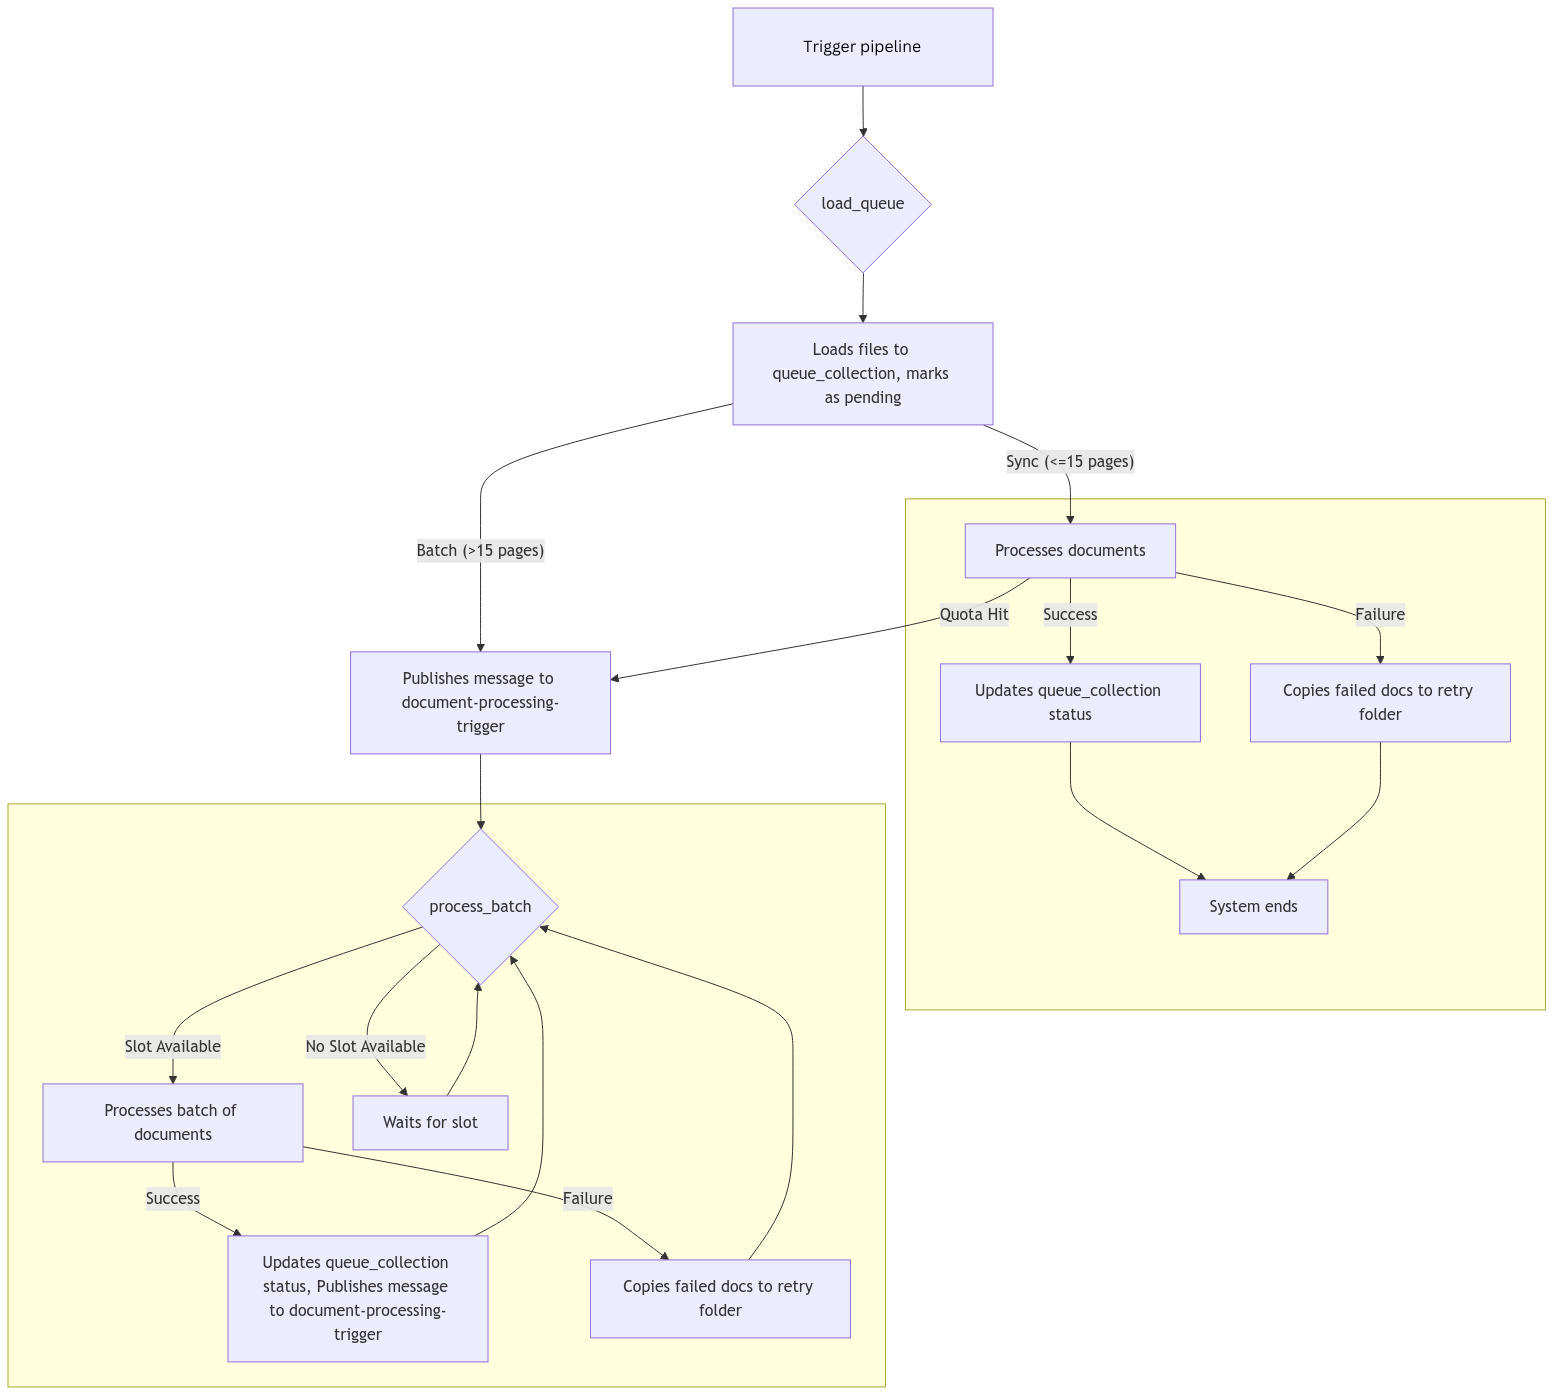 Trigger pipeline
load_queue
Loads files to
queue_collection, marks
as pending
Sync (<=15 pages)
Batch (>15 pages)
Processes documents
Quota Hit
Success
Failure
Publishes message to
document-processing-
trigger
Updates queue_collection
status
Copies failed docs to retry
folder
System ends
process_batch
Slot Available
No Slot Available
Processes batch of
documents
Waits for slot
Success
Failure
Updates queue_collection
status, Publishes message
to document-processing-
trigger
Copies failed docs to retry
folder